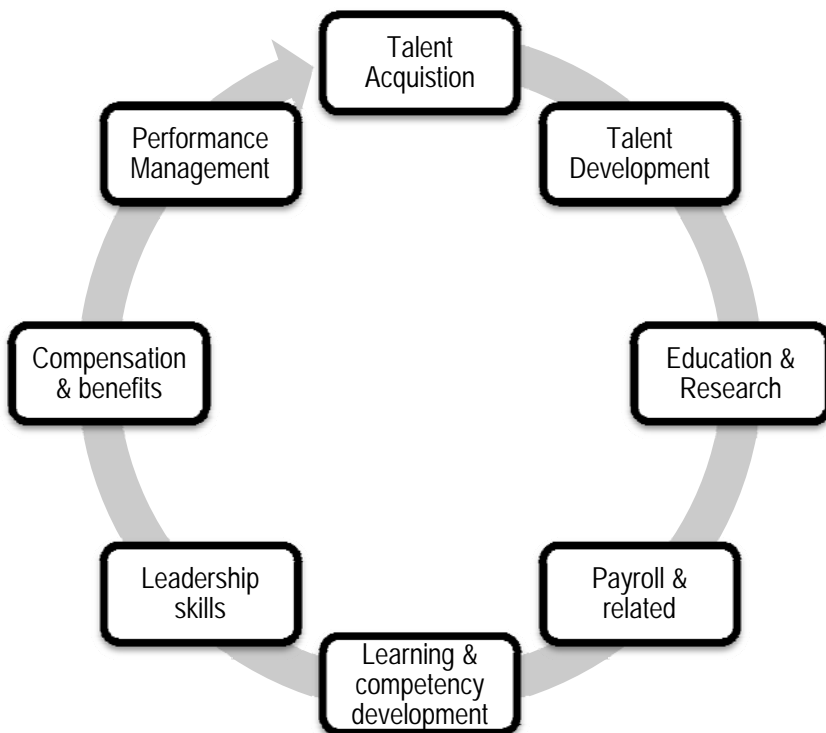 Talent
Acquistion
Talent
Development
Education &
Research
Payroll &
related
Learning &
competency
development
Leadership
skills
Compensation
& benefits
Performance
Management